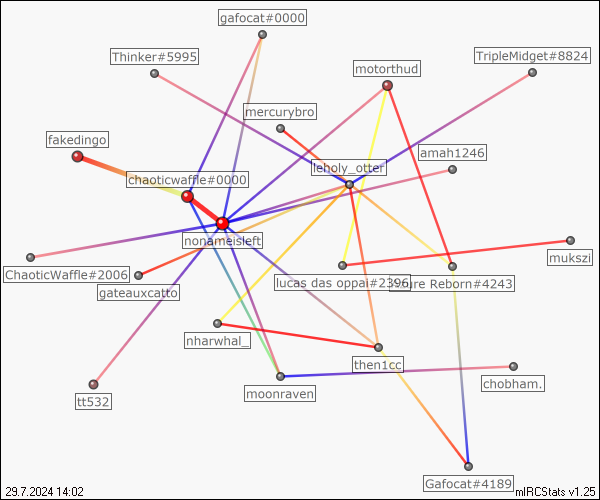 gafocat#0000
Thinker#5995
TripleMidget#8824
motorthud
mercurybro
fakedingo
amah1246
leholy_otter
chaoticwaffle#0000
nonameisleft
mukszi
ChaoticWaffle#2006
lucas das oppai#2396
ure Reborn#4243
gateauxcatto
nharwhal_
then1cc
chobham.
moonraven
tt532
Gafocat#4189
29.7.2024 14:02
mIRCStats v1.25